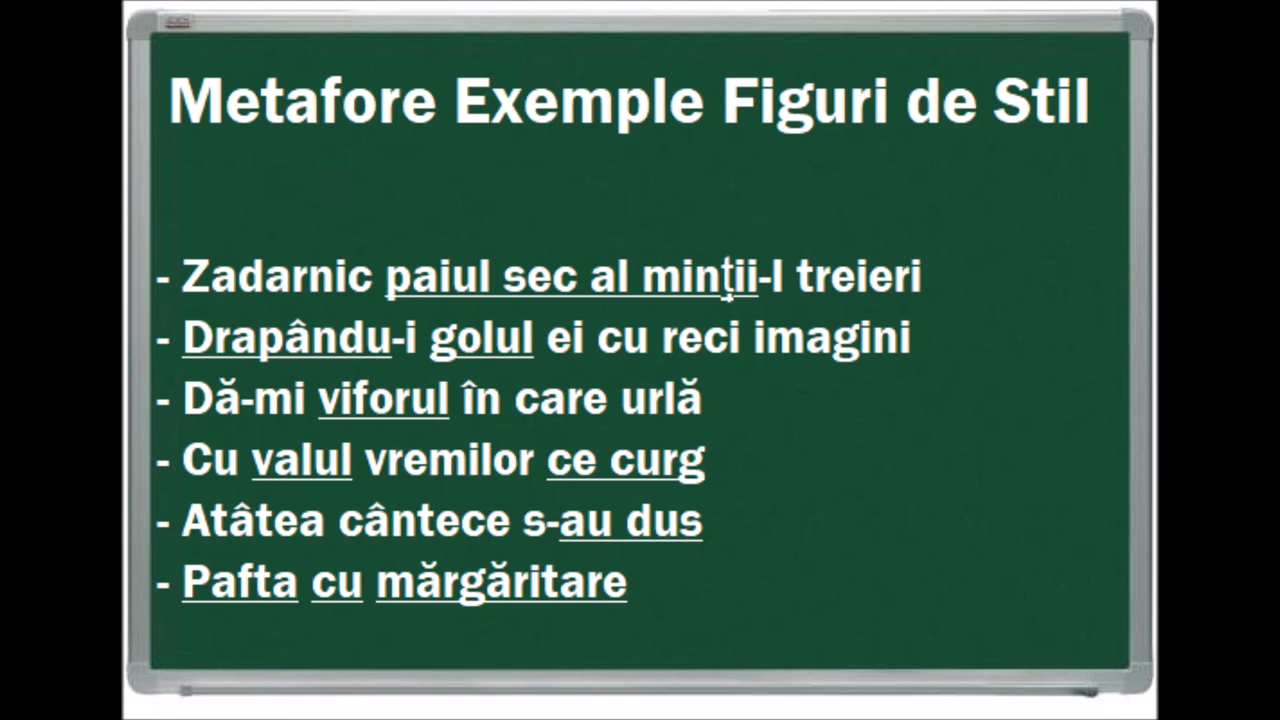 Metafore Exemple Figuri de Stil
- Zadarnic paiul sec al minţii-l treieri
- Drapându-i golul ei cu reci imagini
- Dă-mi viforul în care urlă
- Cu valul vremilor ce curg
- Atâtea cântece s-au dus
- Pafta cu mărgăritare